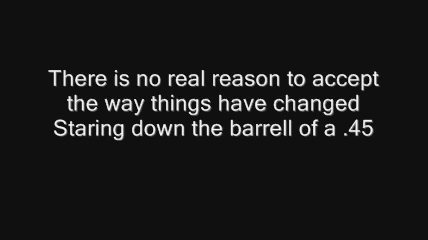 There is no real reason to accept
the way things have changed
Staring down the barrell of a .45